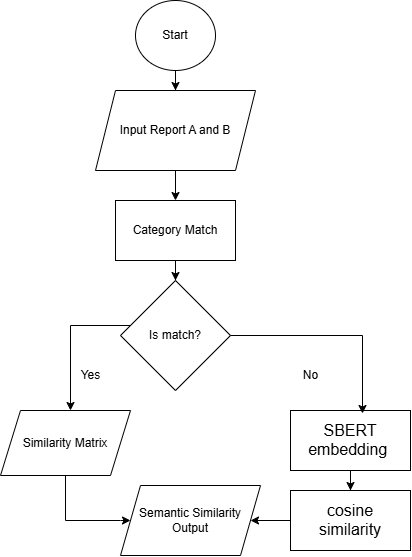 Start
Input Report A and B
Category Match
Is match?
Yes
No
Similarity Matrix
SBERT
embedding
Semantic Similarity
Output
cosine
similarity